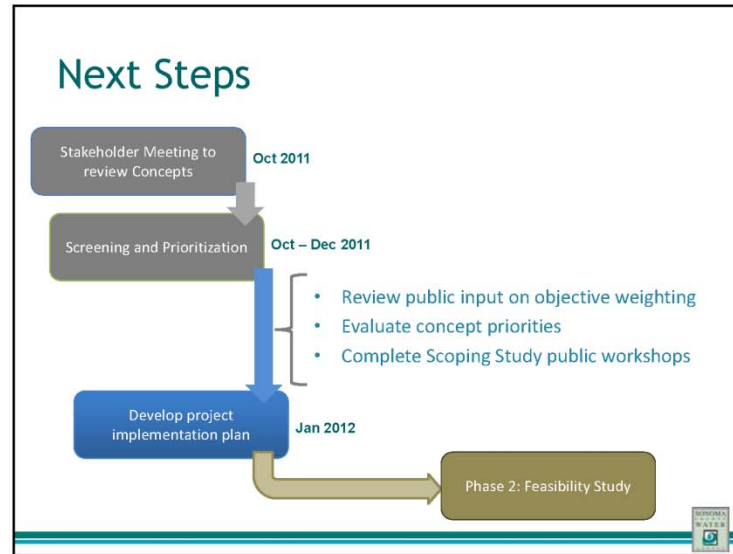 Next Steps
Stakeholder Meeting to
review Concepts
Oct 2011
Screening and Prioritization
Oct – Dec 2011
• Review public input on objective weighting
• Evaluate concept priorities
• Complete Scoping Study public workshops
Develop project
implementation plan
Jan 2012
Phase 2: Feasibility Study
SONOMA
WATER